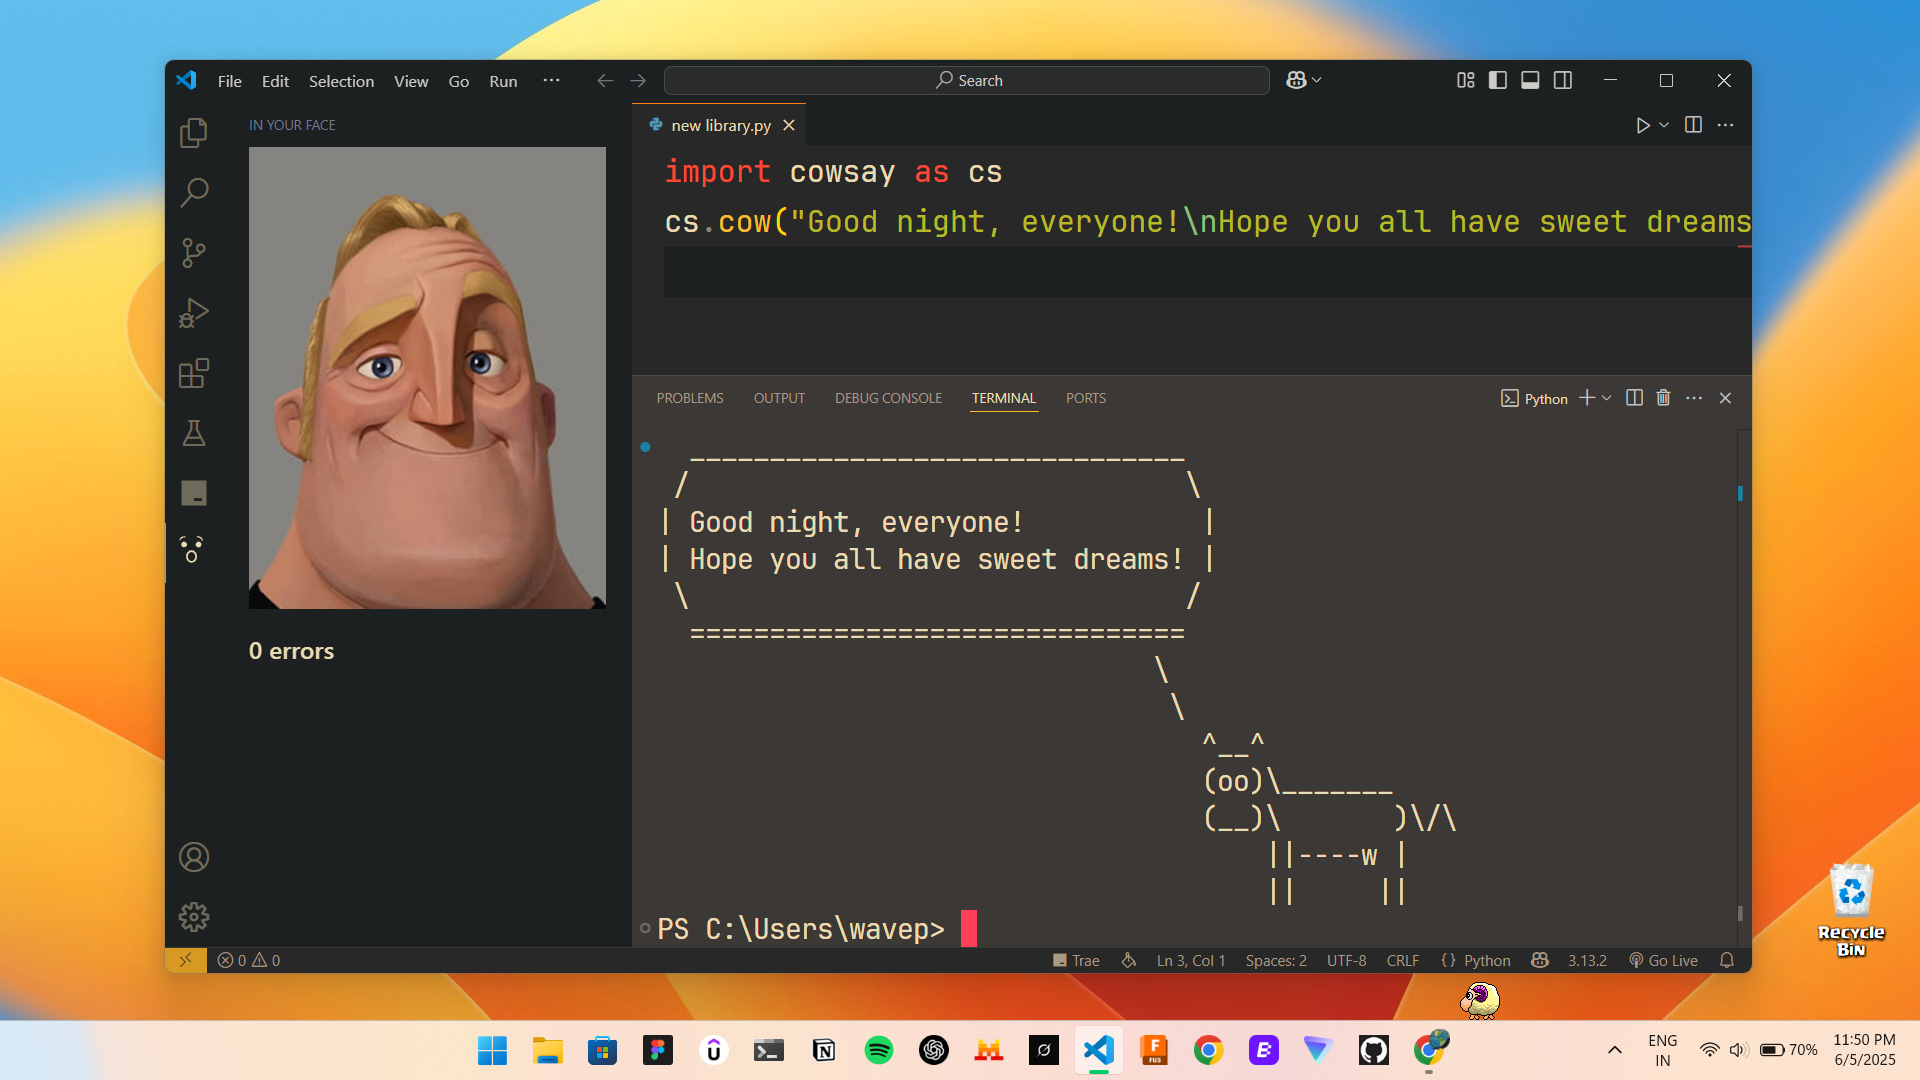 File Edit Selection View Go Run ···
Search
IN YOUR FACE
0 errors
new library.py
import cowsay as cs
cs.cow("Good night, everyone!\nHope you all have sweet dreams
PROBLEMS OUTPUT DEBUG CONSOLE TERMINAL PORTS
Python
_______________________________
/                               \
| Good night, everyone!           |
| Hope you all have sweet dreams! |
\                               /
===============================
\
\
^__^
(oo)\_______
(__)\       )\/\
||----w |
||     ||
PS C:\Users\wavep>
0 0
Trae Ln 3, Col 1 Spaces: 2 UTF-8 CRLF {} Python 3.13.2 Go Live
Recycle
Bin
ENG
IN
70%
11:50 PM
6/5/2025